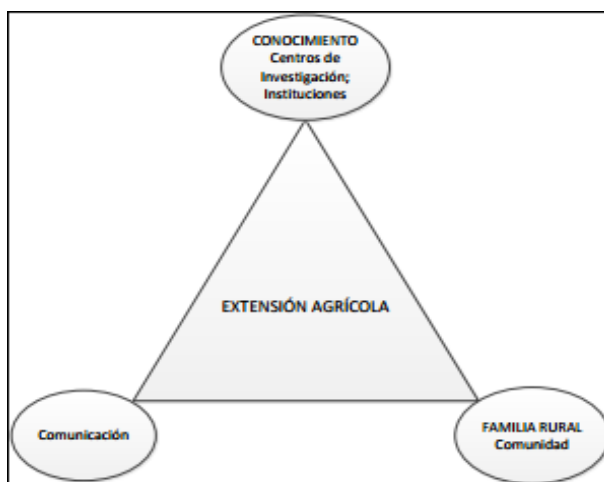 CONOCIMIENTO
Centros de
Investigación;
Instituciones
EXTENSIÓN AGRÍCOLA
Comunicación
FAMILIA RURAL
Comunidad